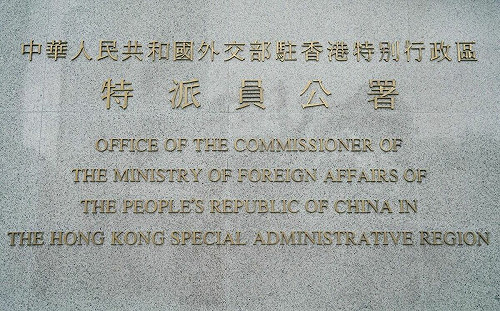 中華人民共和國外交部駐香港特别行政區
特派員公署
OFFICE OF THE COMMISSIONER OF
THE MINISTRY OF FOREIGN AFFAIRS OF
THE PEOPLE'S REPUBLIC OF CHINA IN
THE HONG KONG SPECIAL ADMINISTRATIVE REGION